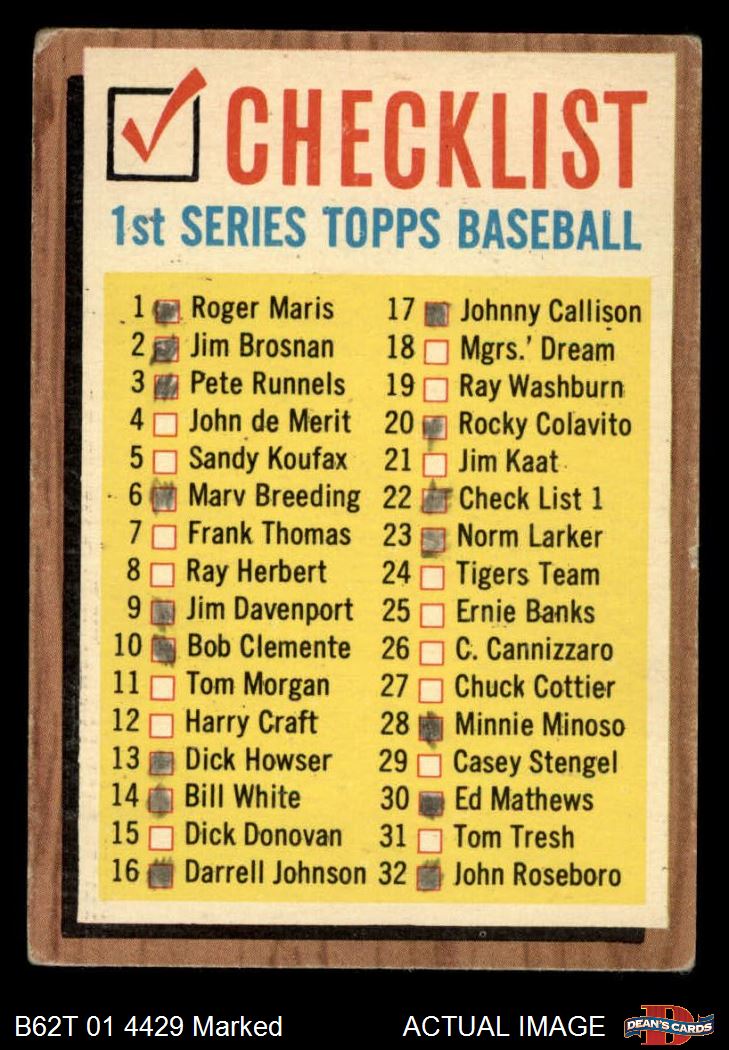 CHECKLIST
1st SERIES TOPPS BASEBALL
1 Roger Maris
2 Jim Brosnan
3 Pete Runnels
4 John de Merit
5 Sandy Koufax
6 Marv Breeding
7 Frank Thomas
8 Ray Herbert
9 Jim Davenport
10 Bob Clemente
11 Tom Morgan
12 Harry Craft
13 Dick Howser
14 Bill White
15 Dick Donovan
16 Darrell Johnson
17 Johnny Callison
18 Mgrs.' Dream
19 Ray Washburn
20 Rocky Colavito
21 Jim Kaat
22 Check List 1
23 Norm Larker
24 Tigers Team
25 Ernie Banks
26 C. Cannizzaro
27 Chuck Cottier
28 Minnie Minoso
29 Casey Stengel
30 Ed Mathews
31 Tom Tresh
32 John Roseboro
B62T 01 4429 Marked
ACTUAL IMAGE
DEAN'S CARDS